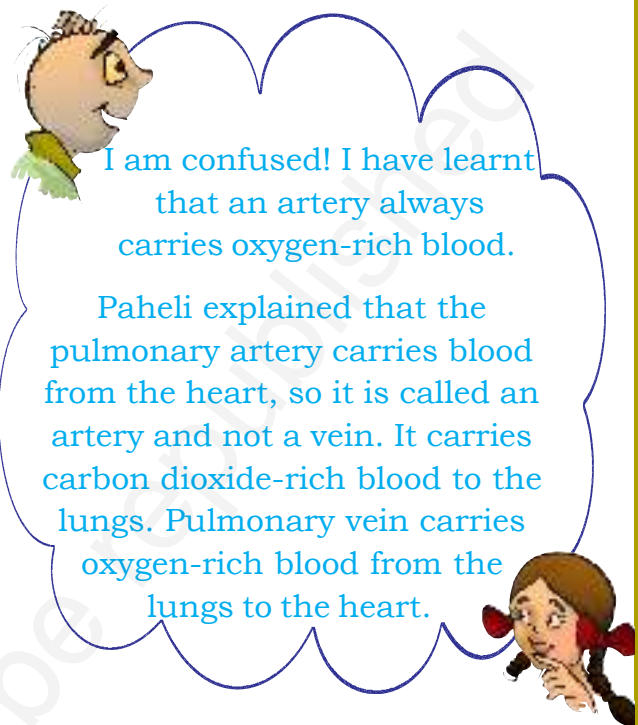 I am confused! I have learnt
that an artery always
carries oxygen-rich blood.
Paheli explained that the
pulmonary artery carries blood
from the heart, so it is called an
artery and not a vein. It carries
carbon dioxide-rich blood to the
lungs. Pulmonary vein carries
oxygen-rich blood from the
lungs to the heart.
be republished